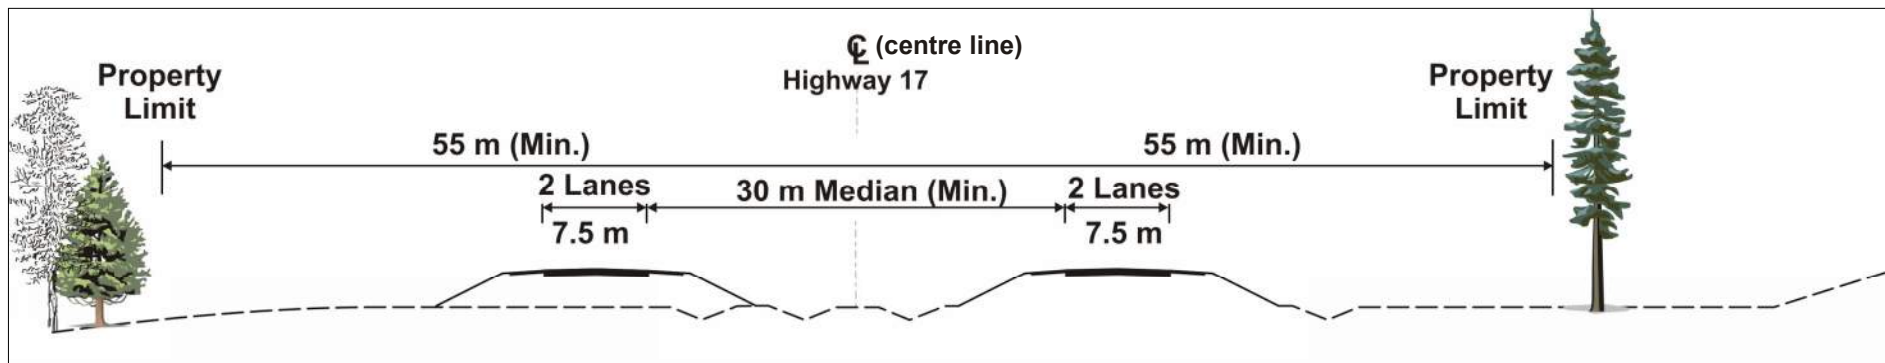 ℄ (centre line)
Highway 17
Property
Limit
Property
Limit
55 m (Min.)
55 m (Min.)
2 Lanes
30 m Median (Min.)
2 Lanes
7.5 m
7.5 m